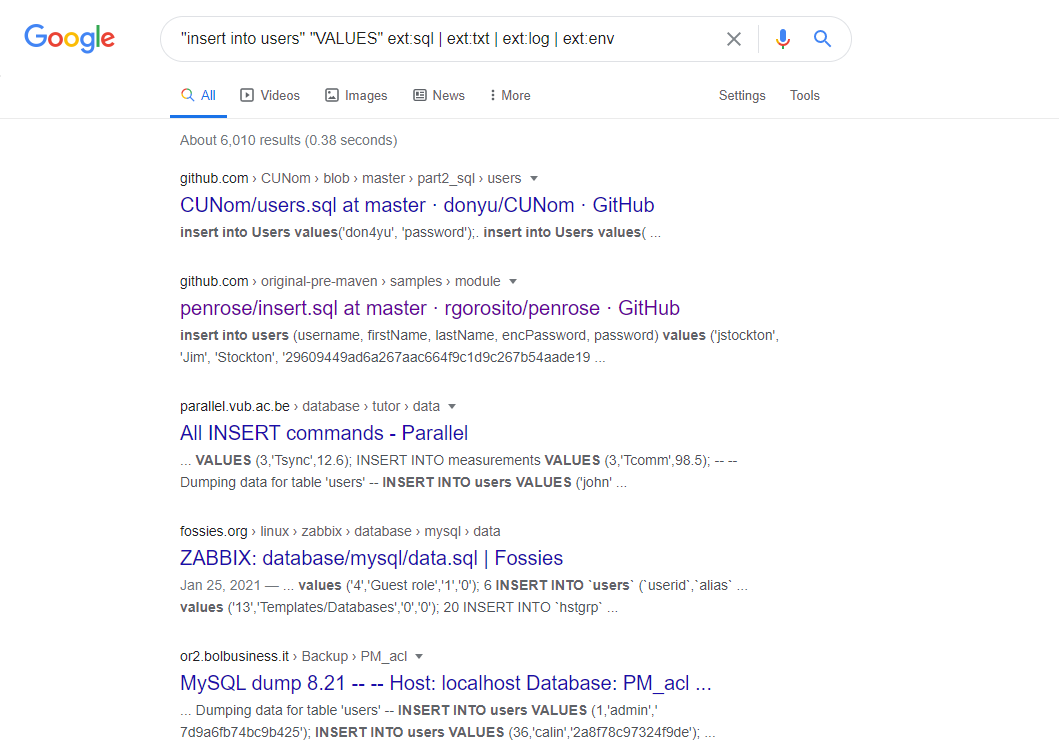 Google
"insert into users" "VALUES" ext:sql | ext:txt | ext:log | ext:env
All Videos Images News More Settings Tools
About 6,010 results (0.38 seconds)
github.com › CUNom › blob › master › part2_sql › users
CUNom/users.sql at master · donyu/CUNom · GitHub
insert into Users values('don4yu', 'password');. insert into Users values( ...
github.com › original-pre-maven › samples › module
penrose/insert.sql at master · rgorosito/penrose · GitHub
insert into users (username, firstName, lastName, encPassword, password) values ('jstockton',
'Jim', 'Stockton', '29609449ad6a267aac664f9c1d9c267b54aade19 ...
parallel.vub.ac.be › database › tutor › data
All INSERT commands - Parallel
... VALUES (3,'Tsync',12.6); INSERT INTO measurements VALUES (3,'Tcomm',98.5); -- --
Dumping data for table 'users' -- INSERT INTO users VALUES ('john' ...
fossies.org › linux › zabbix › database › mysql › data
ZABBIX: database/mysql/data.sql | Fossies
Jan 25, 2021 — ... values ('4','Guest role','1','0'); 6 INSERT INTO `users` (`userid`,`alias` ...
values ('13','Templates/Databases','0','0'); 20 INSERT INTO `hstgrp` ...
or2.bolbusiness.it › Backup › PM_acl
MySQL dump 8.21 -- -- Host: localhost Database: PM_acl ...
... Dumping data for table 'users' -- INSERT INTO users VALUES (1,'admin','
7d9a6fb74bc9b425'); INSERT INTO users VALUES (36,'calin','2a8f78c97324f9de'); ...